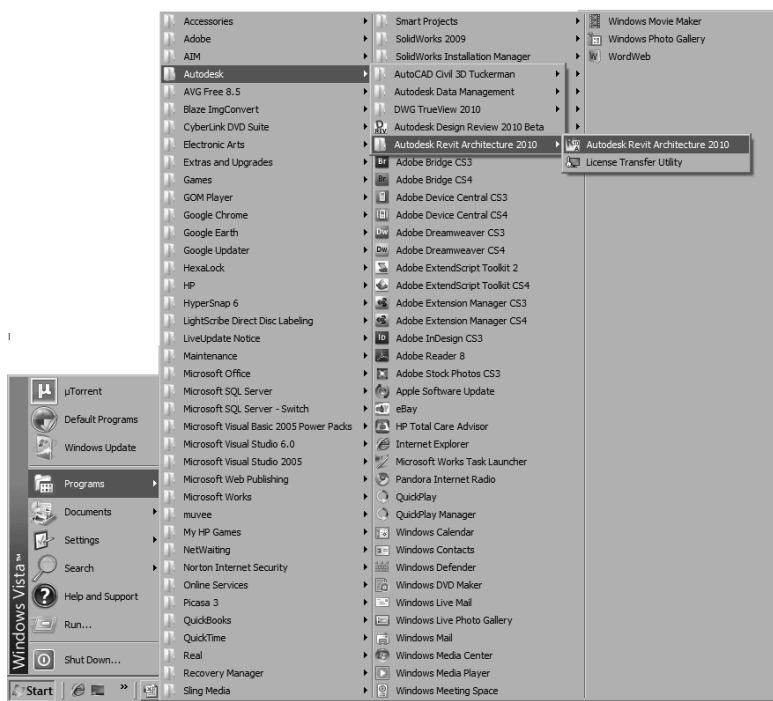 Accessories
Adobe
AIM
Autodesk
AVG Free 8.5
Blaze ImgConvert
CyberLink DVD Suite
Electronic Arts
Extras and Upgrades
Games
GOM Player
Google Chrome
Google Earth
Google Updater
HexaLock
HP
HyperSnap 6
LightScribe Direct Disc Labeling
LiveUpdate Notice
Maintenance
Microsoft Office
Microsoft SQL Server
Microsoft SQL Server - Switch
Microsoft Visual Basic 2005 Power Packs
Microsoft Visual Studio 6.0
Microsoft Visual Studio 2005
Microsoft Web Publishing
Microsoft Works
muvee
My HP Games
NetWaiting
Norton Internet Security
Online Services
Picasa 3
QuickBooks
QuickTime
Real
Recovery Manager
Sling Media
Smart Projects
SolidWorks 2009
SolidWorks Installation Manager
AutoCAD Civil 3D Tuckerman
Autodesk Data Management
DWG TrueView 2010
Autodesk Design Review 2010 Beta
Autodesk Revit Architecture 2010
Adobe Bridge CS3
Adobe Bridge CS4
Adobe Device Central CS3
Adobe Device Central CS4
Adobe Dreamweaver CS3
Adobe Dreamweaver CS4
Adobe ExtendScript Toolkit 2
Adobe ExtendScript Toolkit CS4
Adobe Extension Manager CS3
Adobe Extension Manager CS4
Adobe InDesign CS3
Adobe Reader 8
Adobe Stock Photos CS3
Apple Software Update
eBay
HP Total Care Advisor
Internet Explorer
Microsoft Works Task Launcher
Pandora Internet Radio
QuickPlay
QuickPlay Manager
Windows Calendar
Windows Contacts
Windows Defender
Windows DVD Maker
Windows Live Mail
Windows Live Photo Gallery
Windows Mail
Windows Media Center
Windows Media Player
Windows Meeting Space
Windows Movie Maker
Windows Photo Gallery
WordWeb
Autodesk Revit Architecture 2010
License Transfer Utility
µTorrent
Default Programs
Windows Update
Programs
Documents
Settings
Search
Help and Support
Run...
Shut Down...
Windows Vista™
Start